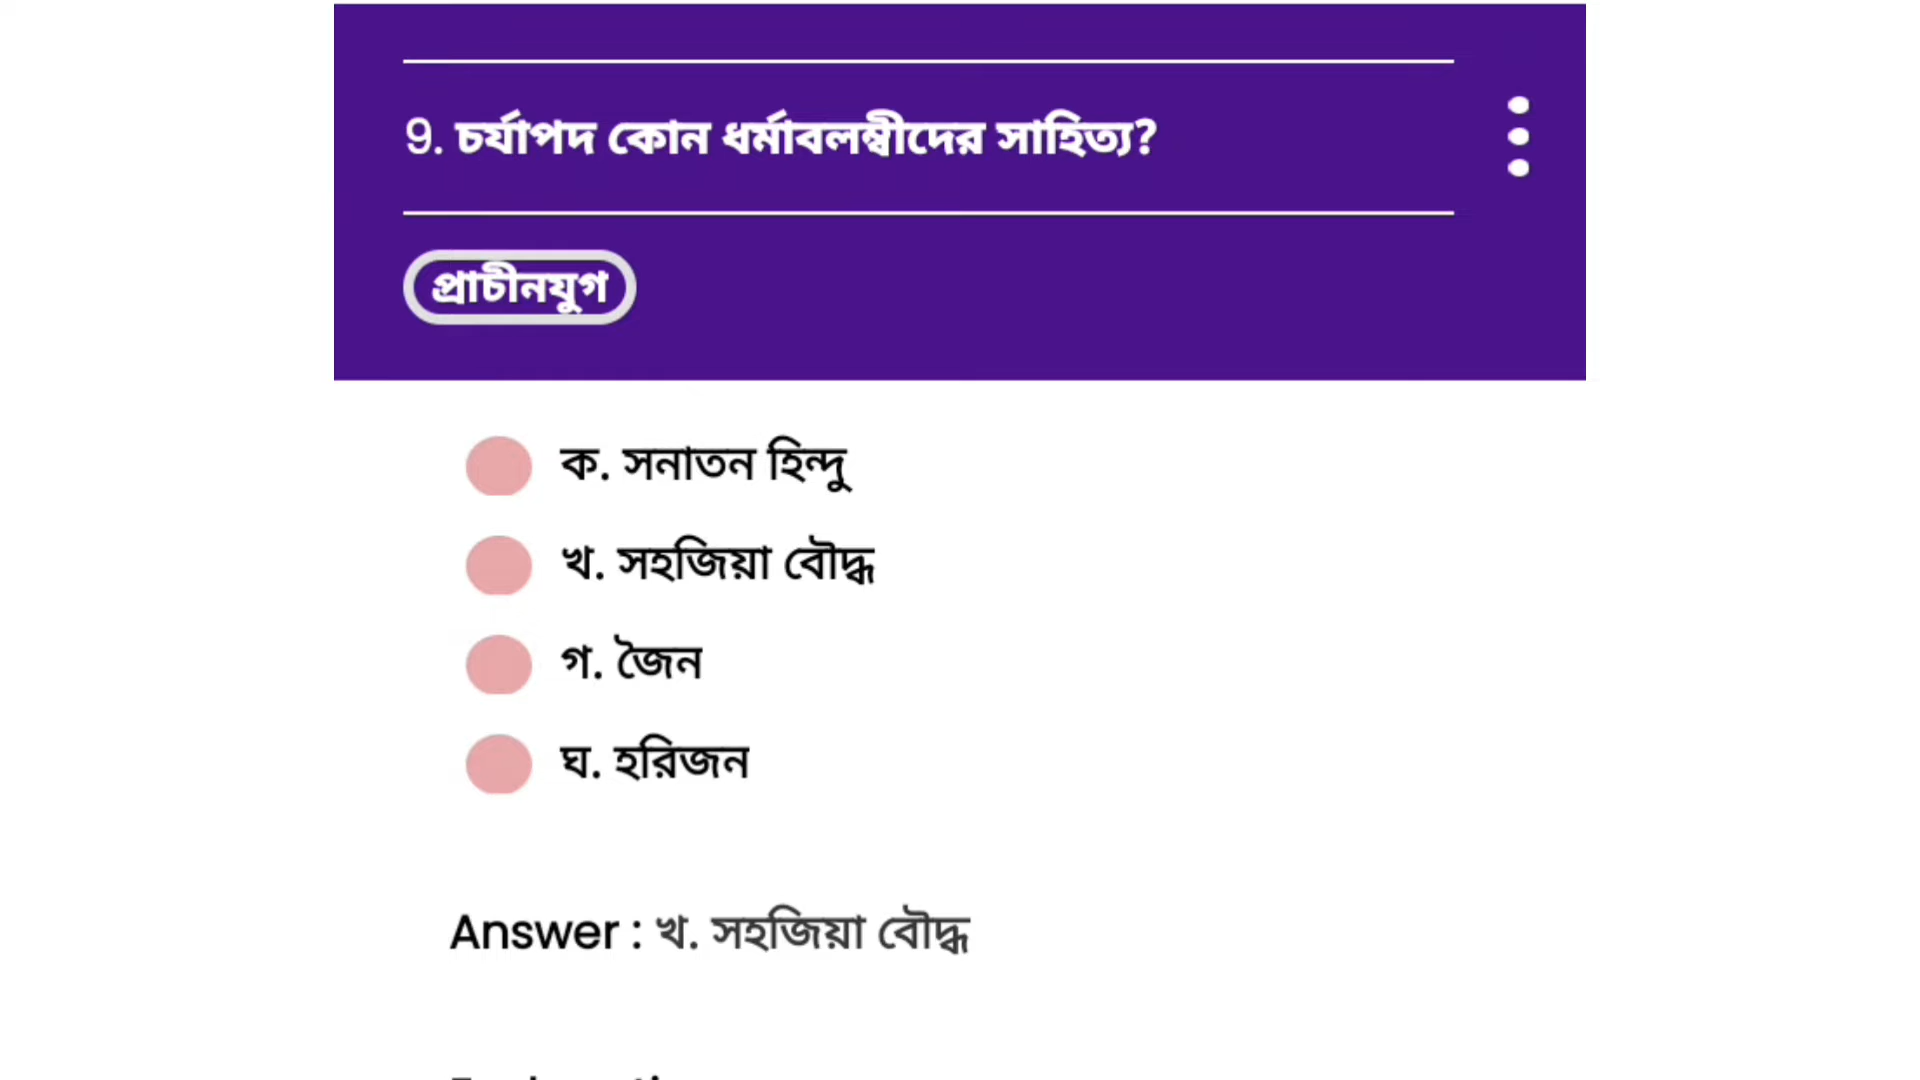 9. চর্যাপদ কোন ধর্মাবলম্বীদের সাহিত্য?
প্রাচীনযুগ
ক. সনাতন হিন্দু
খ. সহজিয়া বৌদ্ধ
গ. জৈন
ঘ. হরিজন
Answer : খ. সহজিয়া বৌদ্ধ